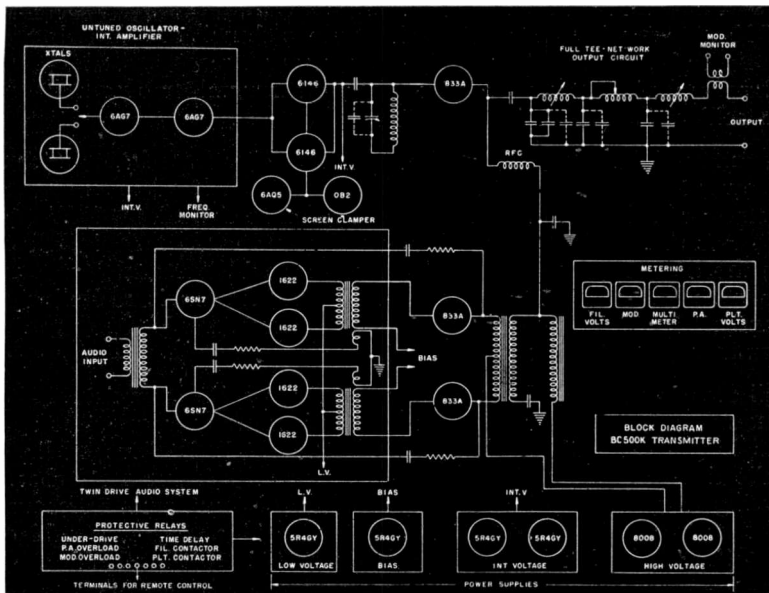 UNTUNED OSCILLATOR-
INT. AMPLIFIER
XTALS
6AG7
6AG7
INT. V.
FREQ.
MONITOR
6146
6146
INT. V
6AQ5
OB2
SCREEN CLAMPER
833A
FULL TEE-NET-WORK
OUTPUT CIRCUIT
MOD.
MONITOR
OUTPUT
RFC
METERING
FIL.
VOLTS
MOD.
MULTI
METER
P.A.
PLT.
VOLTS
AUDIO
INPUT
6SN7
6SN7
1622
1622
1622
1622
L.V.
BIAS
833A
833A
BLOCK DIAGRAM
BC500K TRANSMITTER
TWIN DRIVE AUDIO SYSTEM
PROTECTIVE RELAYS
UNDER-DRIVE TIME DELAY
P.A. OVERLOAD FIL. CONTACTOR
MOD. OVERLOAD PLT. CONTACTOR
TERMINALS FOR REMOTE CONTROL
L.V.
5R4GY
LOW VOLTAGE
BIAS
5R4GY
BIAS
INT. V
5R4GY 5R4GY
INT VOLTAGE
8008 8008
HIGH VOLTAGE
POWER SUPPLIES